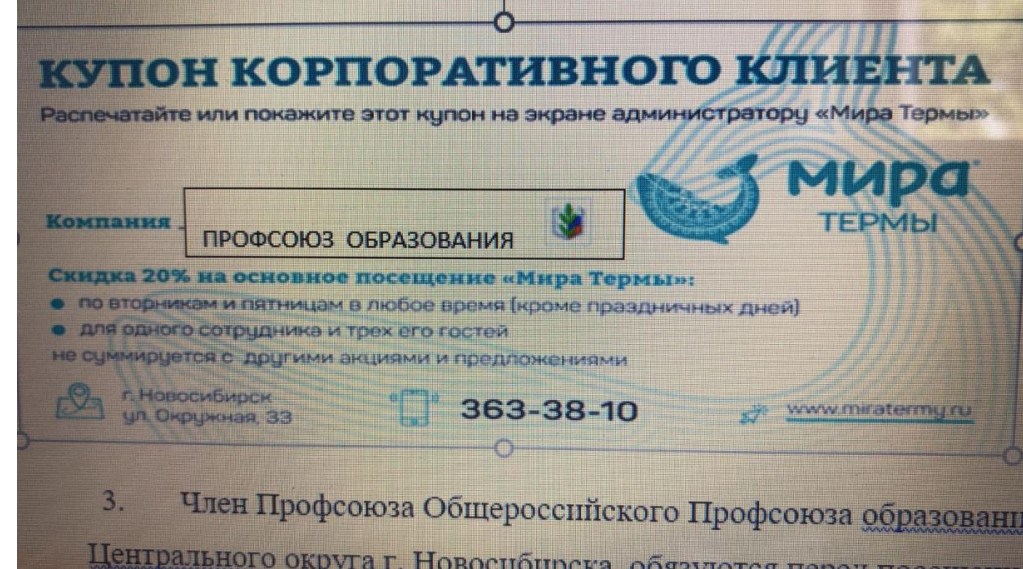 КУПОН КОРПОРАТИВНОГО КЛИЕНТА
Распечатайте или покажите этот купон на экране администратору «Мира Термы»
мира
ТЕРМЫ
Компания
ПРОФСОЮЗ ОБРАЗОВАНИЯ
Скидка 20% на основное посещение «Мира Термы»:
по вторникам и пятницам в любое время (кроме праздничных дней)
для одного сотрудника и трех его гостей
не суммируется с другими акциями и предложениями
г. Новосибирск
ул. Окружная, 33
363-38-10
www.miratermy.ru
3. Член Профсоюза Общероссийского Профсоюза образовани
Центрального округа г. Новосибирска, обязуются перед